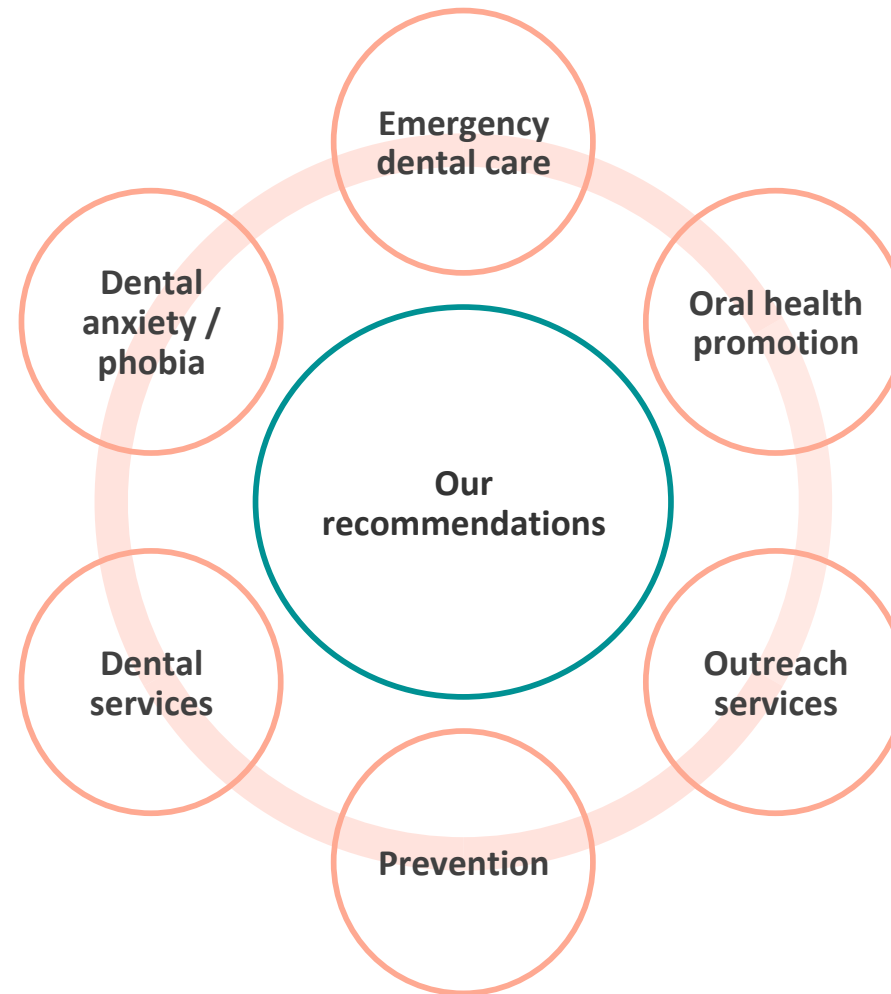 Emergency
dental care
Dental
anxiety /
phobia
Oral health
promotion
Our
recommendations
Dental
services
Outreach
services
Prevention